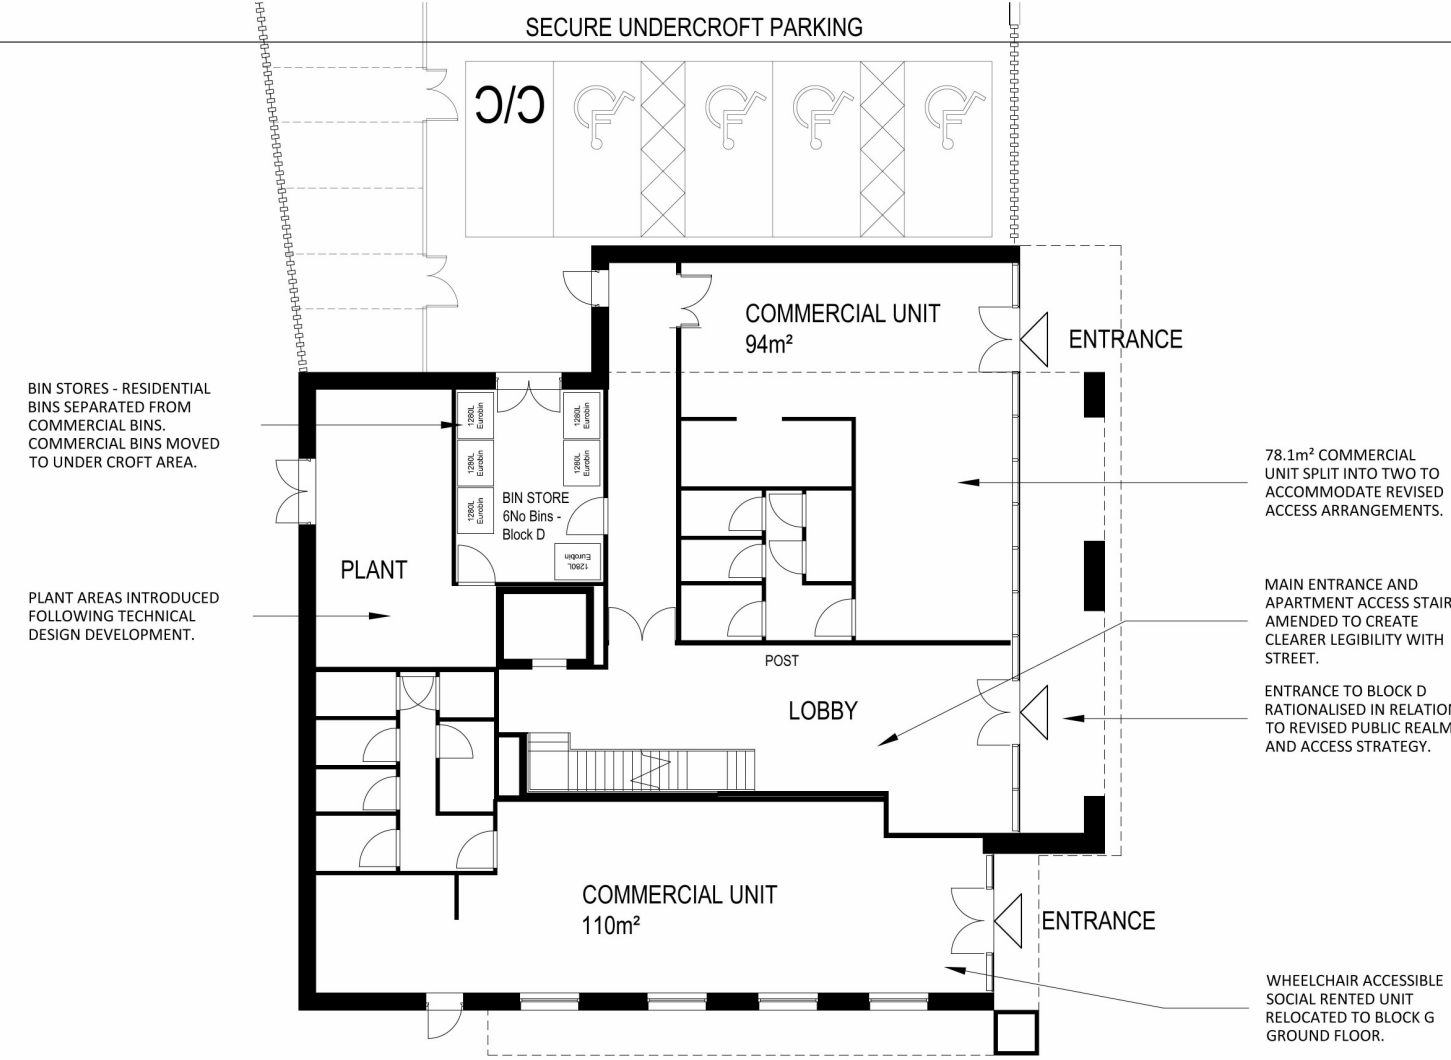 SECURE UNDERCROFT PARKING
C/C
COMMERCIAL UNIT
94m²
ENTRANCE
BIN STORES - RESIDENTIAL
BINS SEPARATED FROM
COMMERCIAL BINS.
COMMERCIAL BINS MOVED
TO UNDER CROFT AREA.
1280L
Eurobin
1280L
Eurobin
1280L
Eurobin
1280L
Eurobin
1280L
Eurobin
1280L
Eurobin
BIN STORE
6No Bins -
Block D
PLANT
PLANT AREAS INTRODUCED
FOLLOWING TECHNICAL
DESIGN DEVELOPMENT.
78.1m² COMMERCIAL
UNIT SPLIT INTO TWO TO
ACCOMMODATE REVISED
ACCESS ARRANGEMENTS.
MAIN ENTRANCE AND
APARTMENT ACCESS STAIR
AMENDED TO CREATE
CLEARER LEGIBILITY WITH
STREET.
POST
LOBBY
ENTRANCE TO BLOCK D
RATIONALISED IN RELATION
TO REVISED PUBLIC REALM
AND ACCESS STRATEGY.
COMMERCIAL UNIT
110m²
ENTRANCE
WHEELCHAIR ACCESSIBLE
SOCIAL RENTED UNIT
RELOCATED TO BLOCK G
GROUND FLOOR.